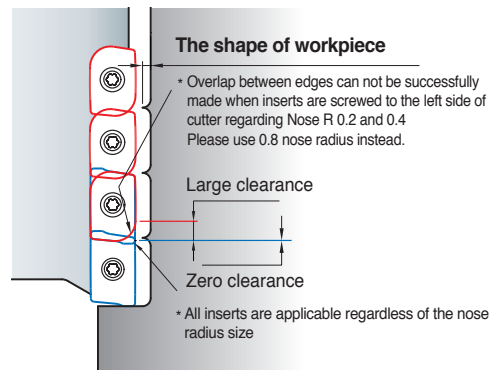 The shape of workpiece
* Overlap between edges can not be successfully
made when inserts are screwed to the left side of
cutter regarding Nose R 0.2 and 0.4
Please use 0.8 nose radius instead.
Large clearance
Zero clearance
* All inserts are applicable regardless of the nose
radius size